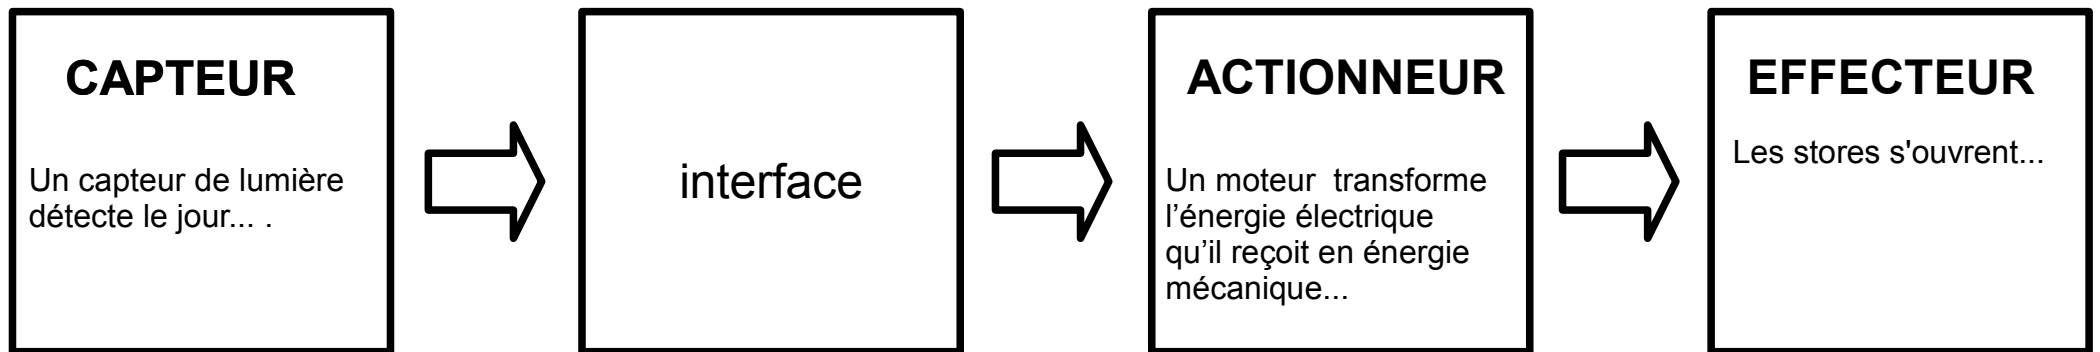 CAPTEUR
Un capteur de lumière
détecte le jour... .
interface
ACTIONNEUR
Un moteur  transforme
l’énergie électrique
qu’il reçoit en énergie
mécanique...
EFFECTEUR
Les stores s'ouvrent...